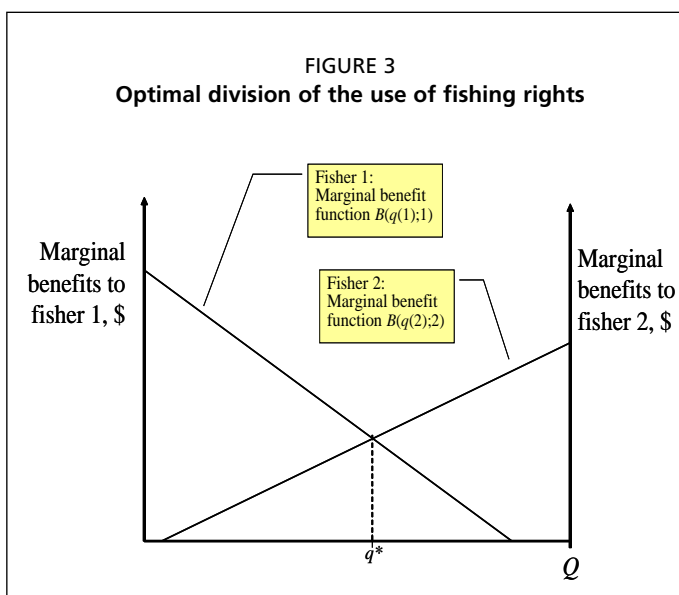 FIGURE 3
Optimal division of the use of fishing rights
Fisher 1:
Marginal benefit
function B(q(1);1)
Marginal
benefits to
fisher 1, $
Fisher 2:
Marginal benefit
function B(q(2);2)
Marginal
benefits to
fisher 2, $
q*
Q